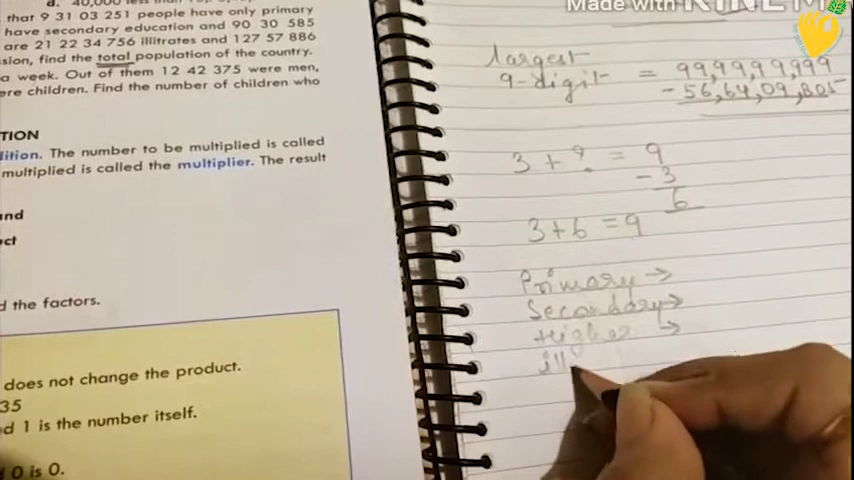 Made with KINEMASTER
that 9 31 03 251 people have only primary
have secondary education and 90 30 585
are 21 22 34 756 illitrates and 127 57 886
sion, find the total population of the country.
a week. Out of them 12 42 375 were men,
ere children. Find the number of children who
TION
lition. The number to be multiplied is called
multiplied is called the multiplier. The result
and
ct
d the factors.
does not change the product.
35
d 1 is the number itself.
d 0 is 0.
largest
9-digit = 99,99,99,999
- 56,64,09,805
3 + ? = 9
- 3
6
3 + 6 = 9
Primary →
Secondary →
Higher →
ill